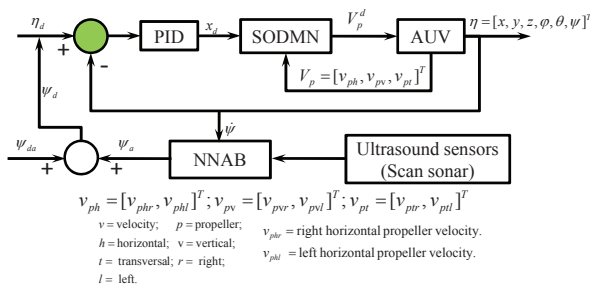 η_d
+
-
PID
x_d
SODMN
V_p^d
AUV
η = [x, y, z, φ, θ, ψ]^T
V_p = [v_ph, v_pv, v_pt]^T
ψ_d
ψ̇
ψ_da
+
+
ψ_a
NNAB
Ultrasound sensors
(Scan sonar)
v_ph = [v_phr, v_phl]^T; v_pv = [v_pvr, v_pvl]^T; v_pt = [v_ptr, v_ptl]^T
v = velocity; p = propeller;
h = horizontal; v = vertical;
t = transversal; r = right;
l = left.
v_phr = right horizontal propeller velocity.
v_phl = left horizontal propeller velocity.